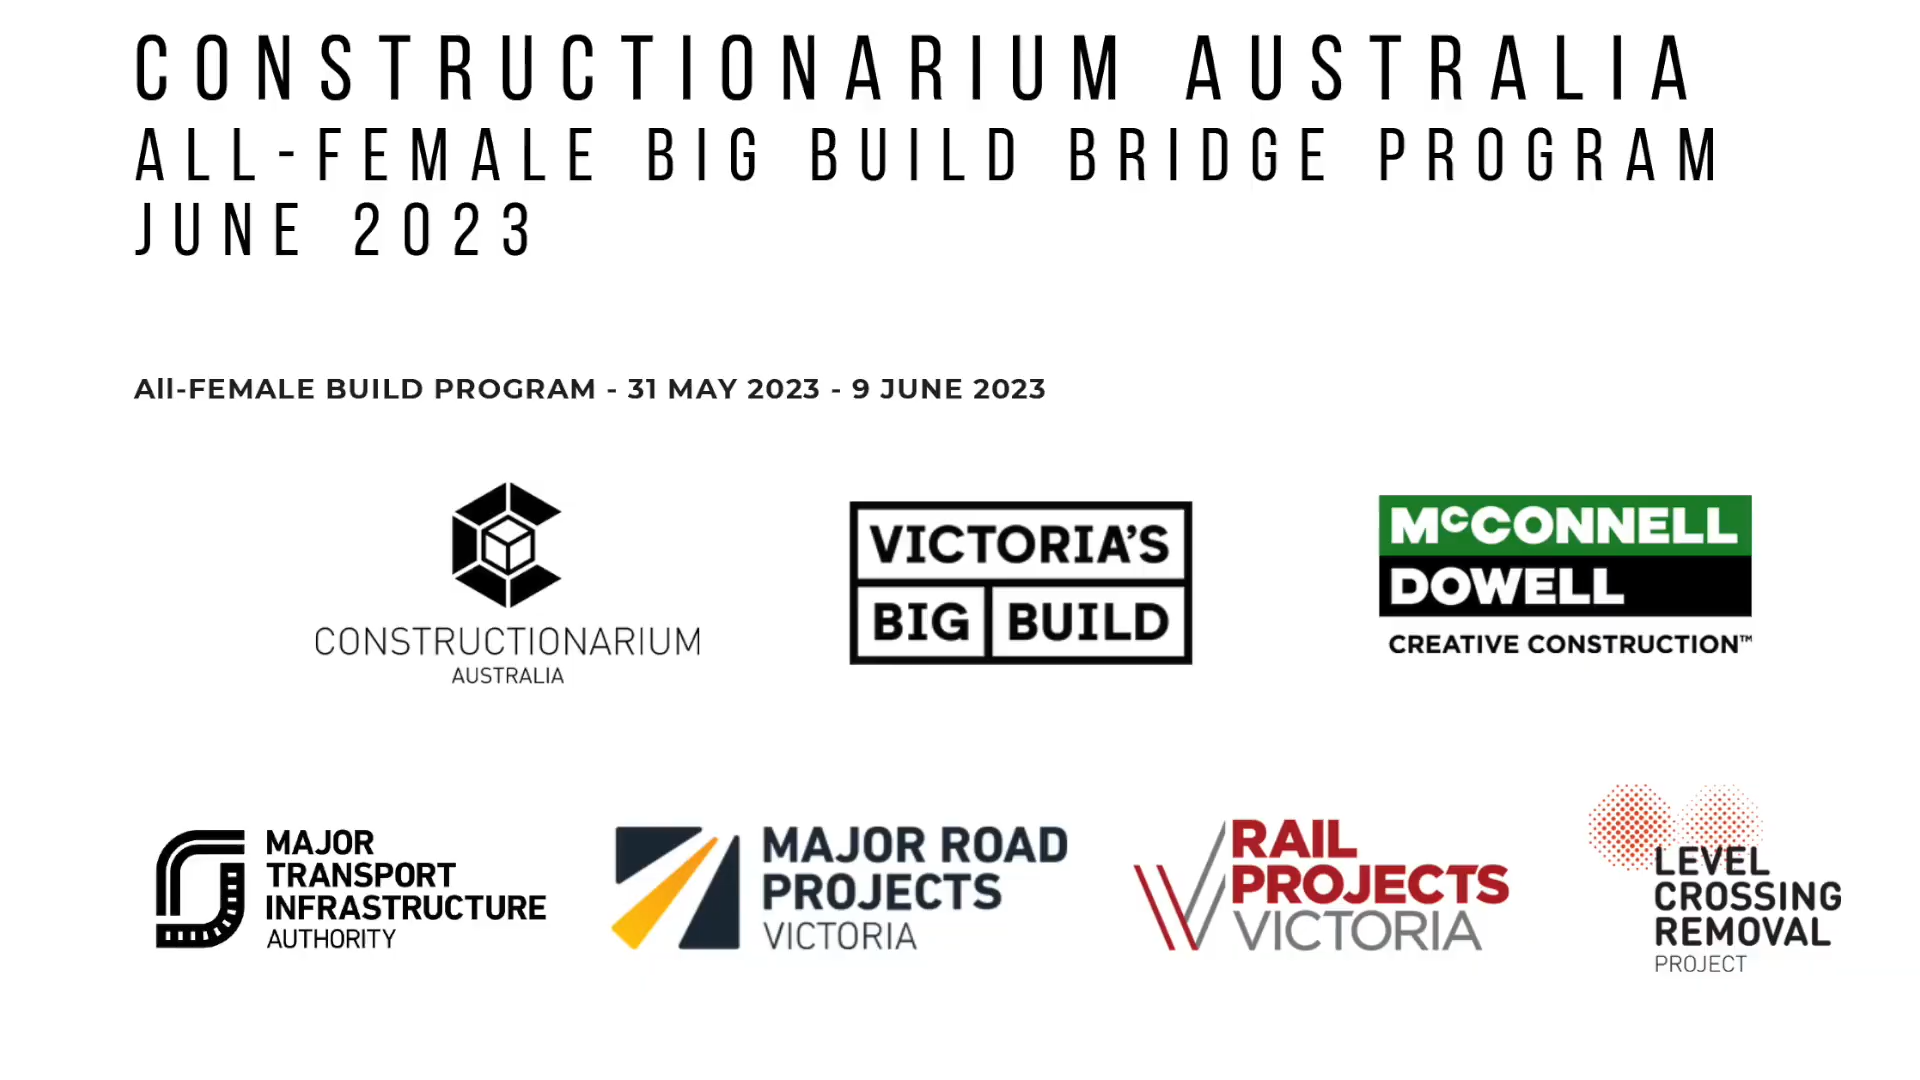 CONSTRUCTIONARIUM AUSTRALIA
ALL-FEMALE BIG BUILD BRIDGE PROGRAM
JUNE 2023
All-FEMALE BUILD PROGRAM - 31 MAY 2023 - 9 JUNE 2023
CONSTRUCTIONARIUM
AUSTRALIA
VICTORIA'S
BIG BUILD
McCONNELL
DOWELL
CREATIVE CONSTRUCTION™
MAJOR
TRANSPORT
INFRASTRUCTURE
AUTHORITY
MAJOR ROAD
PROJECTS
VICTORIA
RAIL
PROJECTS
VICTORIA
LEVEL
CROSSING
REMOVAL
PROJECT